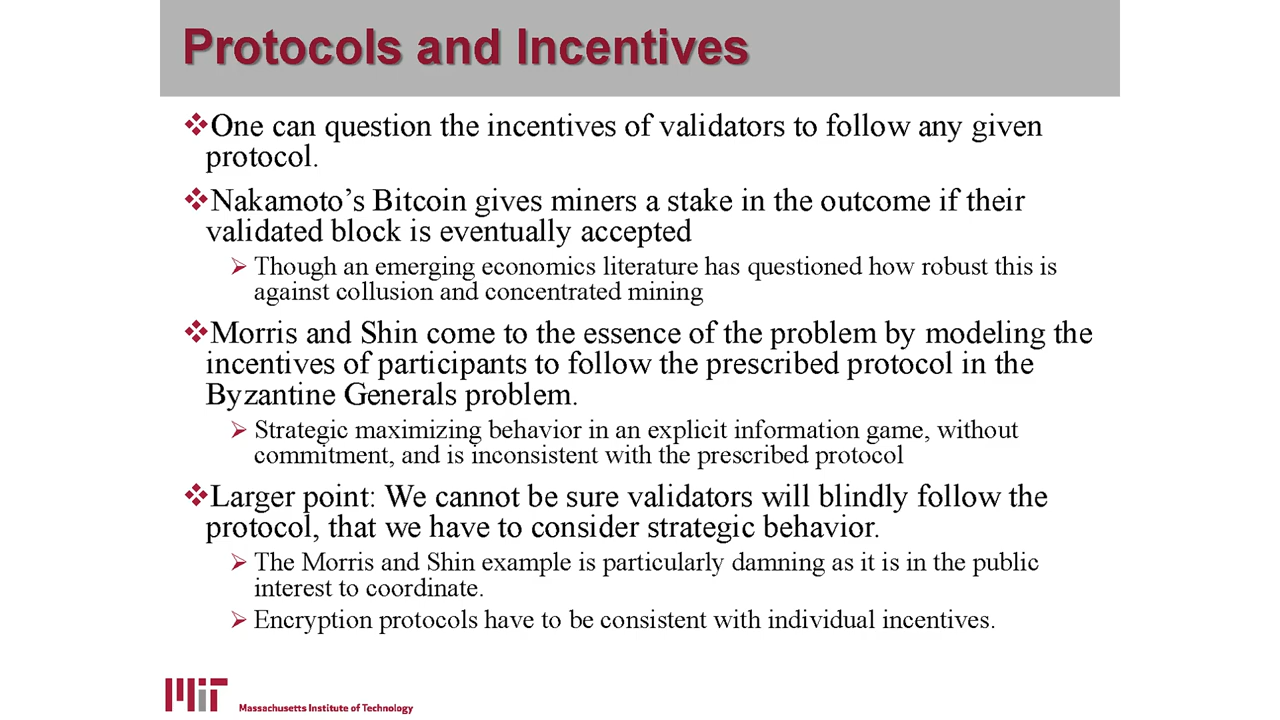 Protocols and Incentives
❖One can question the incentives of validators to follow any given
protocol.
❖Nakamoto’s Bitcoin gives miners a stake in the outcome if their
validated block is eventually accepted
➢ Though an emerging economics literature has questioned how robust this is
against collusion and concentrated mining
❖Morris and Shin come to the essence of the problem by modeling the
incentives of participants to follow the prescribed protocol in the
Byzantine Generals problem.
➢ Strategic maximizing behavior in an explicit information game, without
commitment, and is inconsistent with the prescribed protocol
❖Larger point: We cannot be sure validators will blindly follow the
protocol, that we have to consider strategic behavior.
➢ The Morris and Shin example is particularly damning as it is in the public
interest to coordinate.
➢ Encryption protocols have to be consistent with individual incentives.
MIT
Massachusetts Institute of Technology